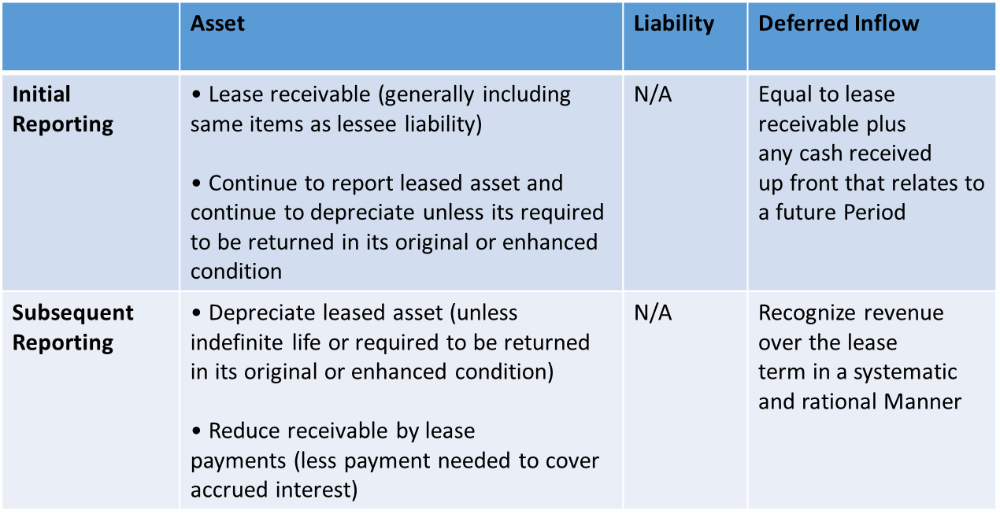 Asset
Liability
Deferred Inflow
Initial
Reporting
• Lease receivable (generally including
same items as lessee liability)
• Continue to report leased asset and
continue to depreciate unless its required
to be returned in its original or enhanced
condition
N/A
Equal to lease
receivable plus
any cash received
up front that relates to
a future Period
Subsequent
Reporting
• Depreciate leased asset (unless
indefinite life or required to be returned
in its original or enhanced condition)
• Reduce receivable by lease
payments (less payment needed to cover
accrued interest)
N/A
Recognize revenue
over the lease
term in a systematic
and rational Manner